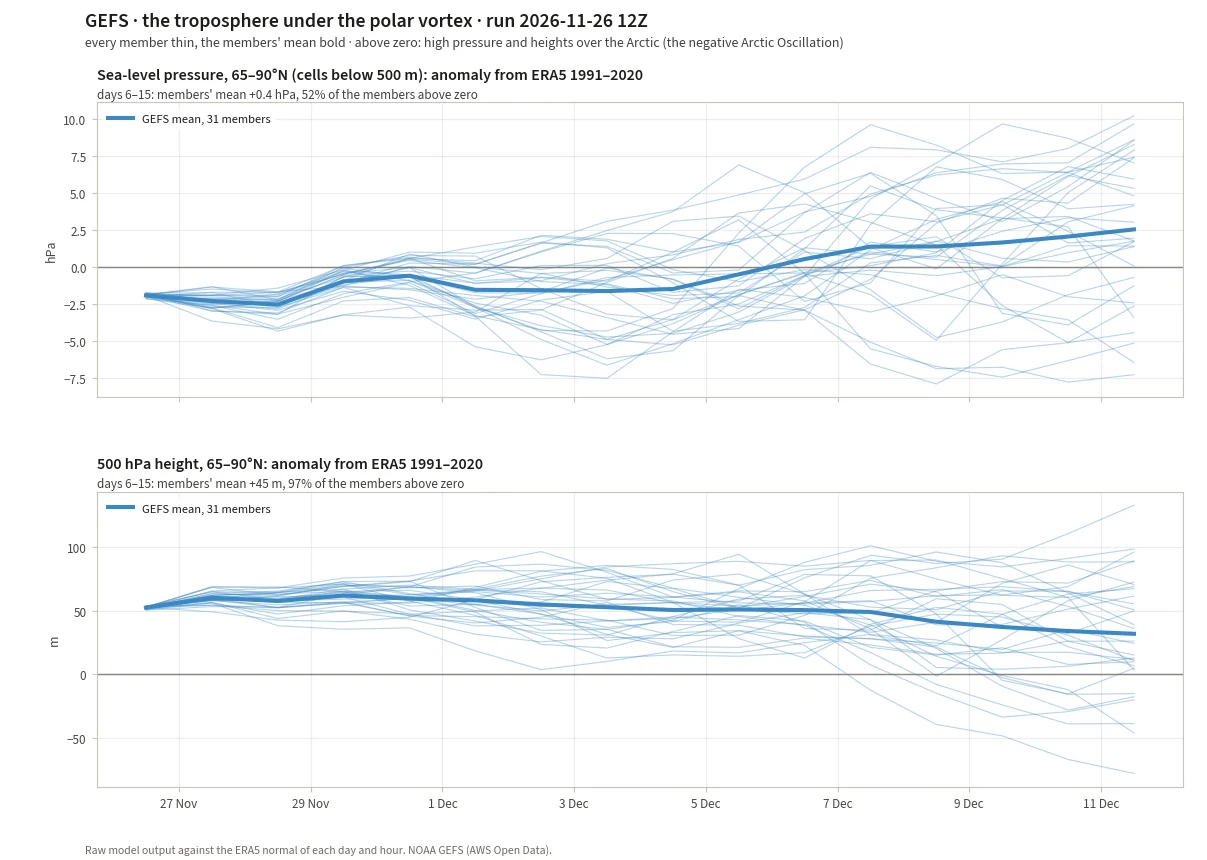 GEFS · the troposphere under the polar vortex · run 2026-11-26 12Z
every member thin, the members' mean bold · above zero: high pressure and heights over the Arctic (the negative Arctic Oscillation)
Sea-level pressure, 65–90°N (cells below 500 m): anomaly from ERA5 1991–2020
days 6–15: members' mean +0.4 hPa, 52% of the members above zero
GEFS mean, 31 members
10.0
7.5
5.0
2.5
0.0
−2.5
−5.0
−7.5
hPa
500 hPa height, 65–90°N: anomaly from ERA5 1991–2020
days 6–15: members' mean +45 m, 97% of the members above zero
GEFS mean, 31 members
100
50
0
−50
m
27 Nov 29 Nov 1 Dec 3 Dec 5 Dec 7 Dec 9 Dec 11 Dec
Raw model output against the ERA5 normal of each day and hour. NOAA GEFS (AWS Open Data).